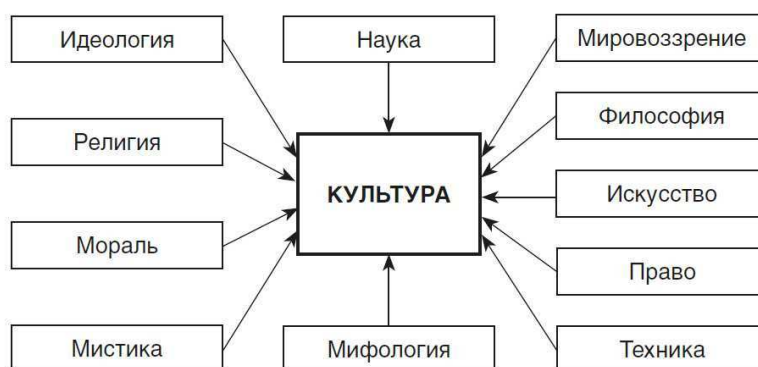 Идеология
Наука
Мировоззрение
Философия
Религия
КУЛЬТУРА
Искусство
Мораль
Право
Мистика
Мифология
Техника